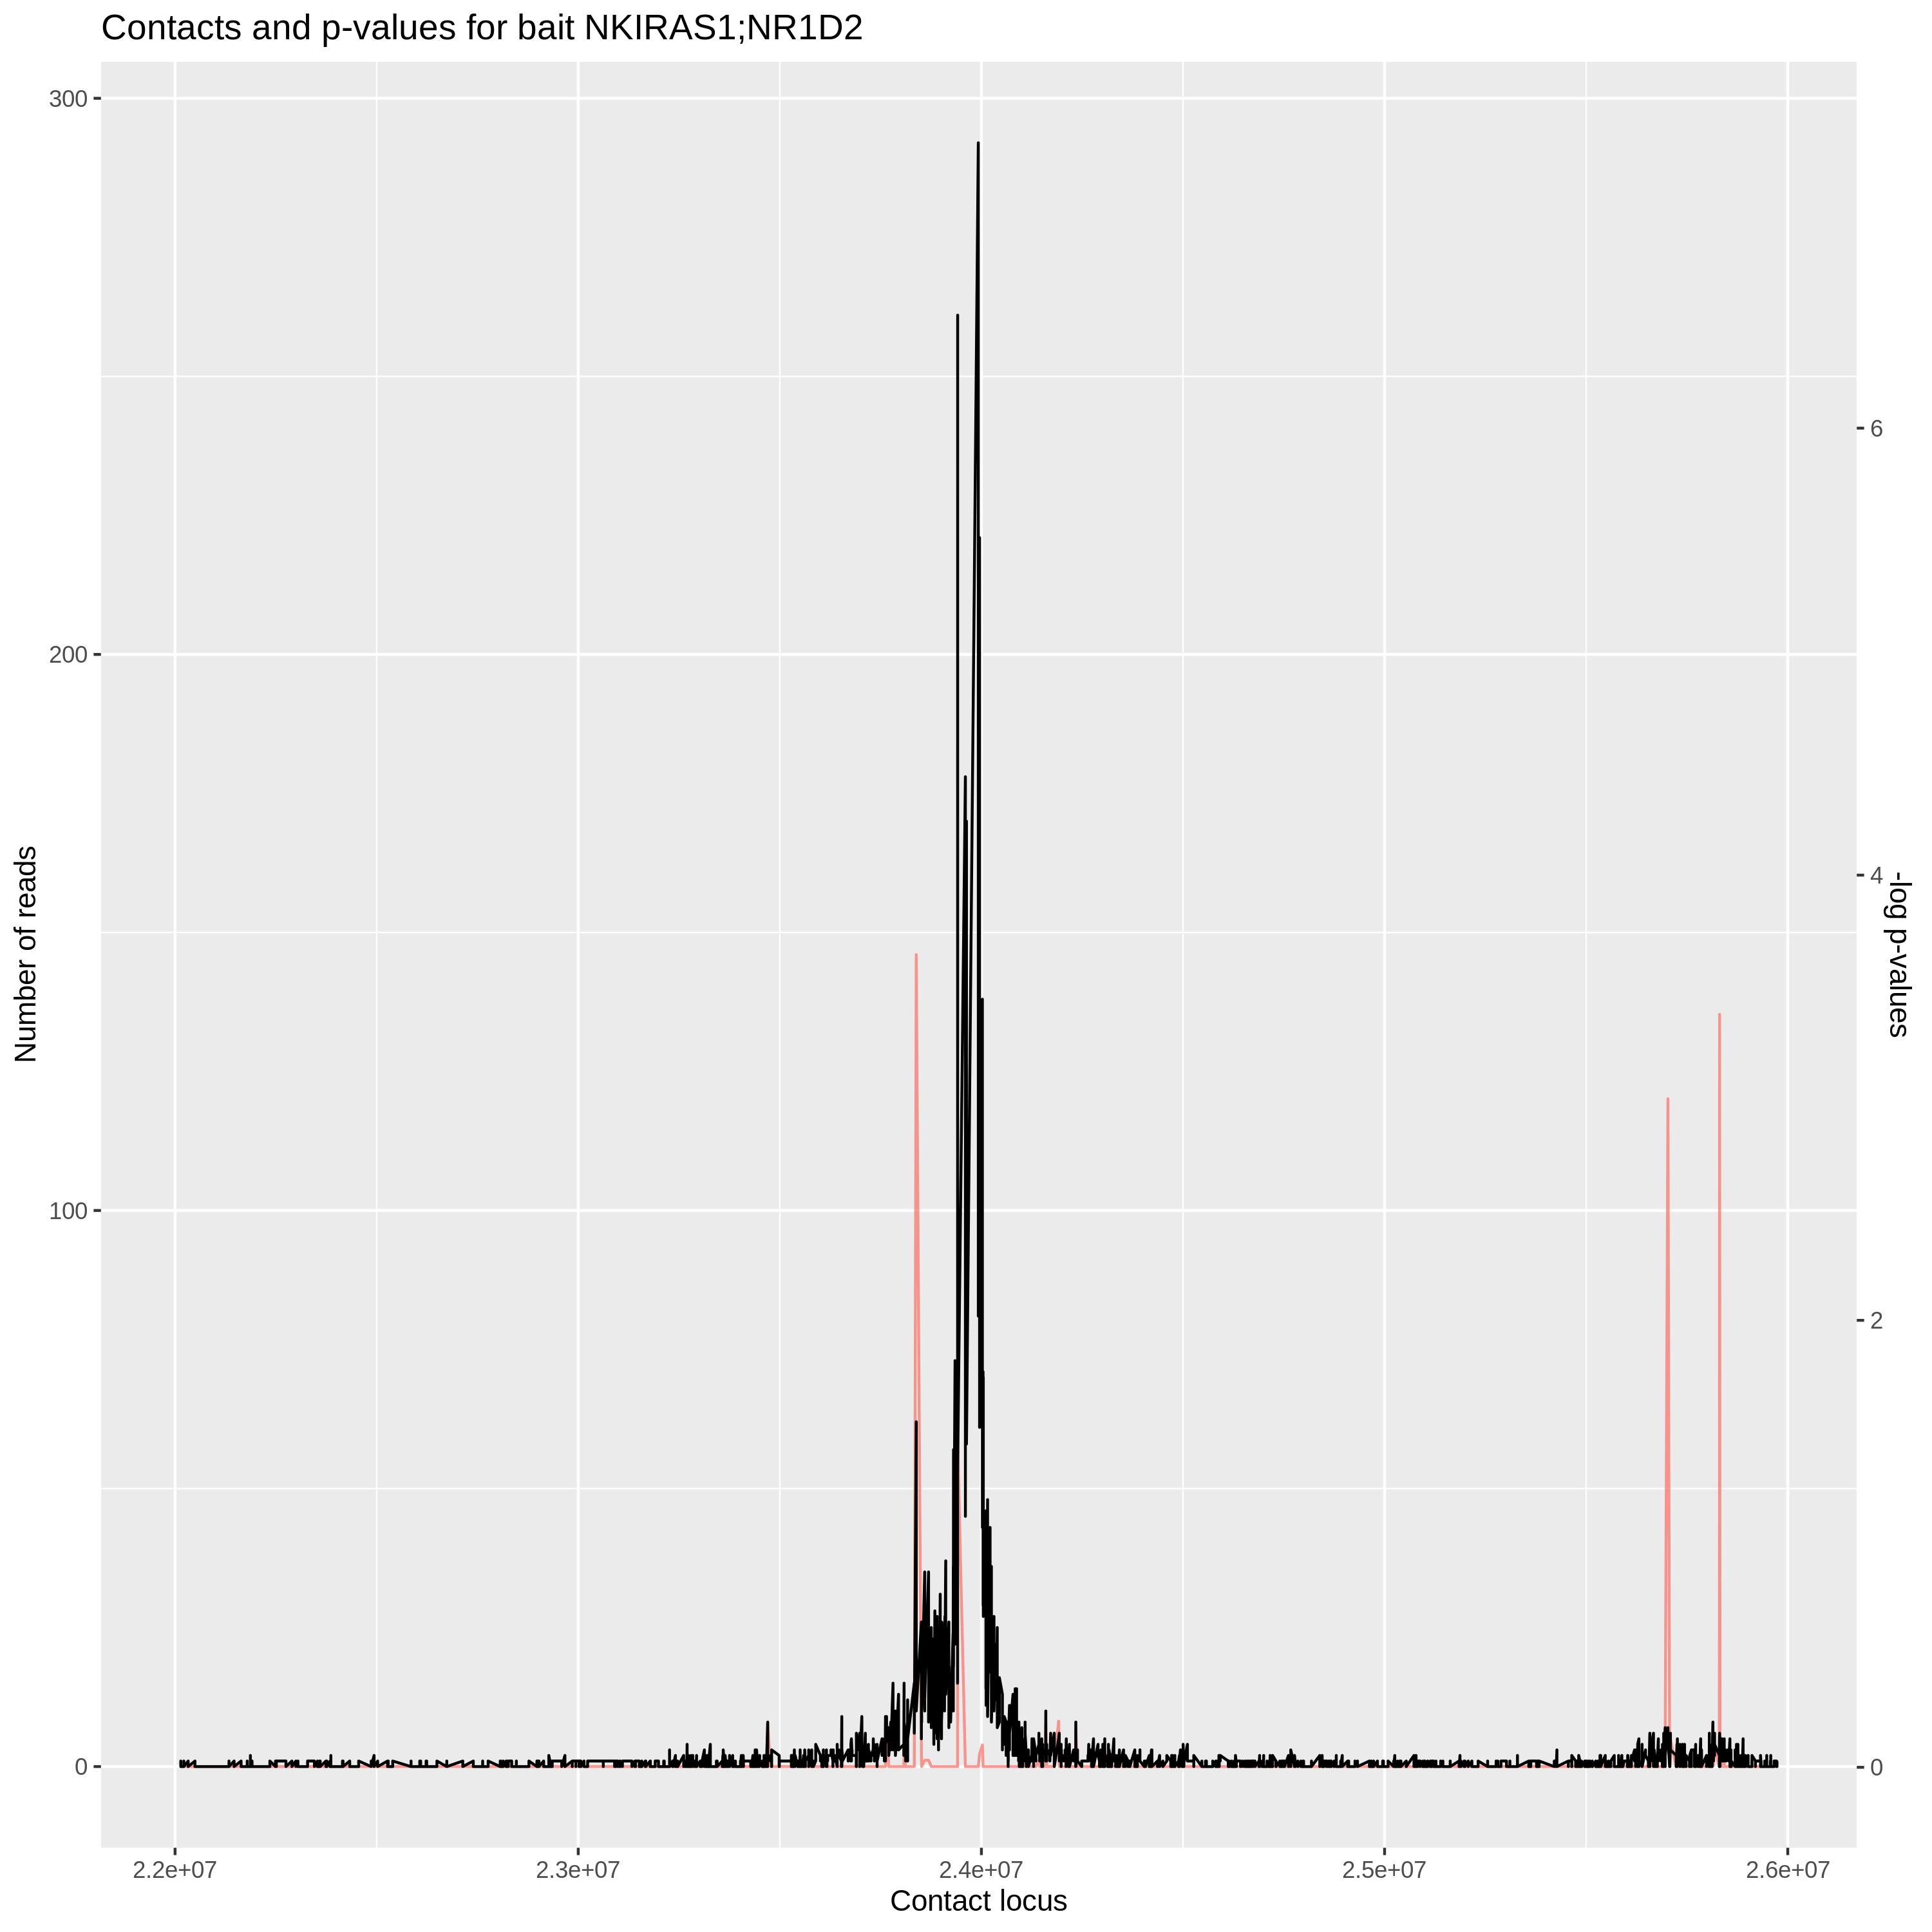 Contacts and p-values for bait NKIRAS1;NR1D2
300
200
100
0
Number of reads
6
4
2
0
-log p-values
2.2e+07
2.3e+07
2.4e+07
2.5e+07
2.6e+07
Contact locus